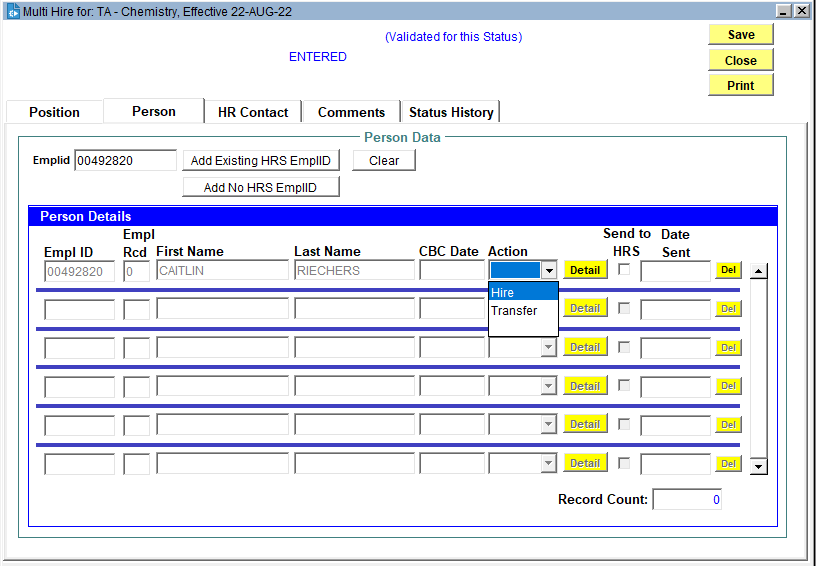 Multi Hire for: TA - Chemistry, Effective 22-AUG-22
(Validated for this Status)
Save
ENTERED
Close
Print
Position Person HR Contact Comments Status History
Person Data
Emplid 00492820 Add Existing HRS EmplID Clear
Add No HRS EmplID
Person Details
Empl ID Empl Rcd First Name Last Name CBC Date Action Send to HRS Date Sent
00492820 0 CAITLIN RIECHERS Detail Del
Hire
Transfer
Detail Del
Detail Del
Detail Del
Detail Del
Detail Del
Record Count: 0